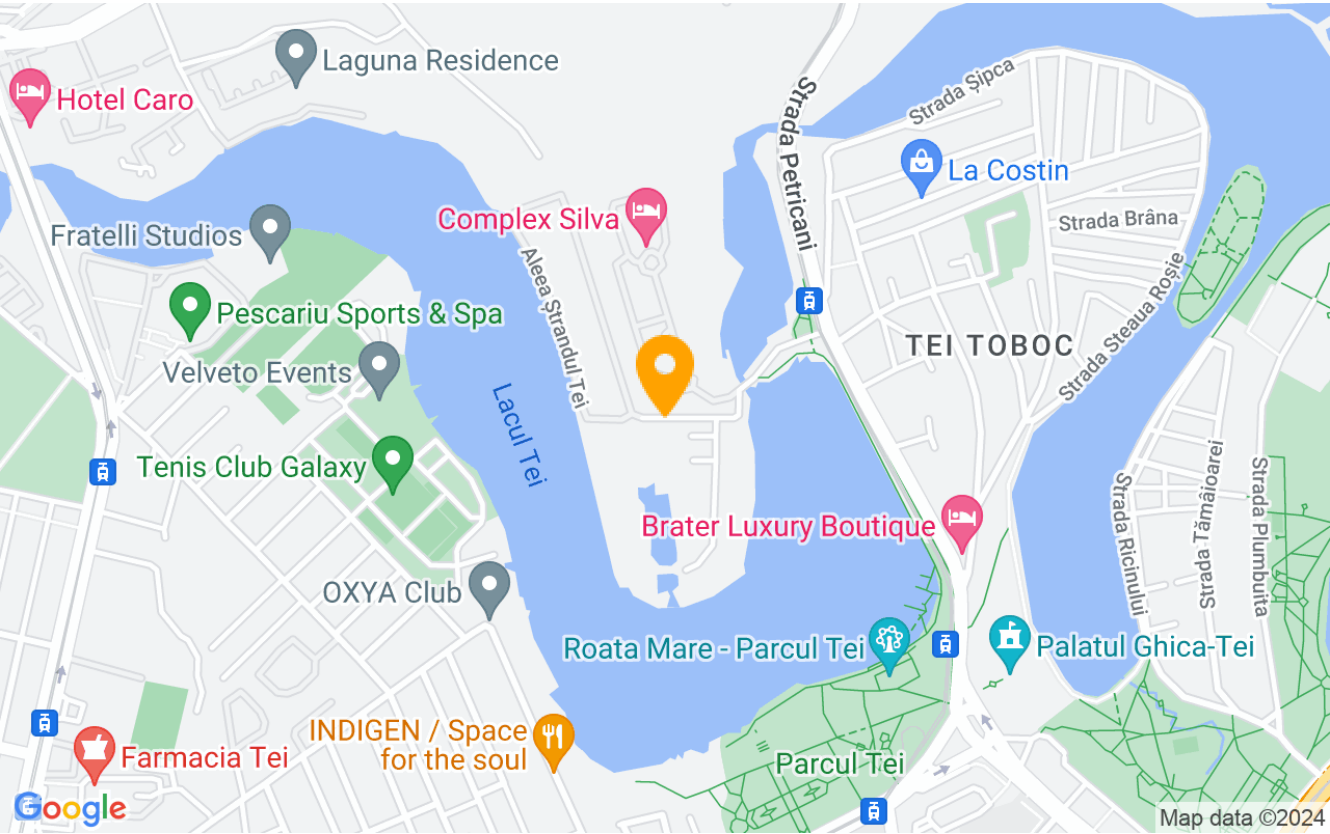 Laguna Residence
Hotel Caro
Strada Șipca
Strada Petricani
La Costin
Complex Silva
Strada Brâna
Fratelli Studios
Aleea Ștrandul Tei
Pescariu Sports & Spa
Strada Steaua Roșie
TEI TOBOC
Velveto Events
Lacul Tei
Tenis Club Galaxy
Strada Ricinului
Strada Tămâioarei
Strada Plumbuita
Brater Luxury Boutique
OXYA Club
Roata Mare - Parcul Tei
Palatul Ghica-Tei
INDIGEN / Space
for the soul
Farmacia Tei
Parcul Tei
Google
Map data ©2024